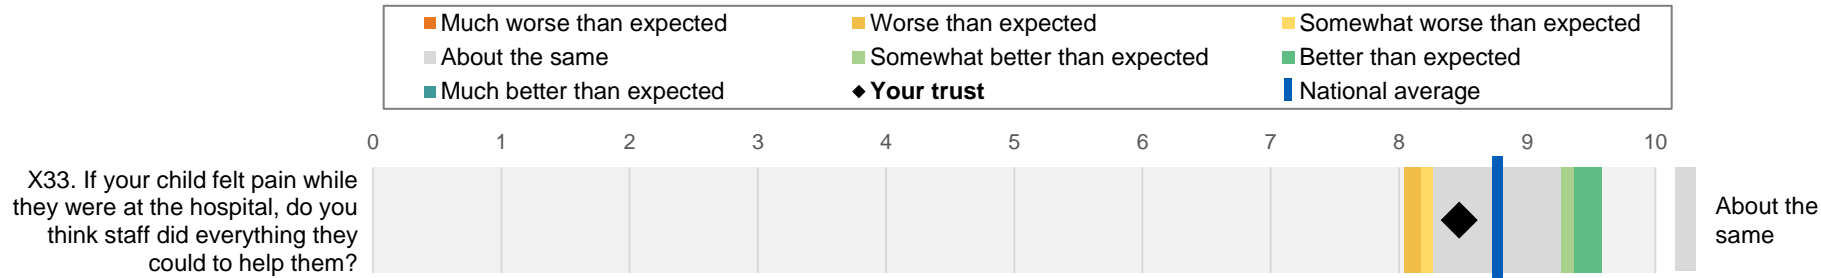 Much worse than expected
Worse than expected
Somewhat worse than expected
About the same
Somewhat better than expected
Better than expected
Much better than expected
Your trust
National average
0 1 2 3 4 5 6 7 8 9 10
X33. If your child felt pain while
they were at the hospital, do you
think staff did everything they
could to help them?
About the
same